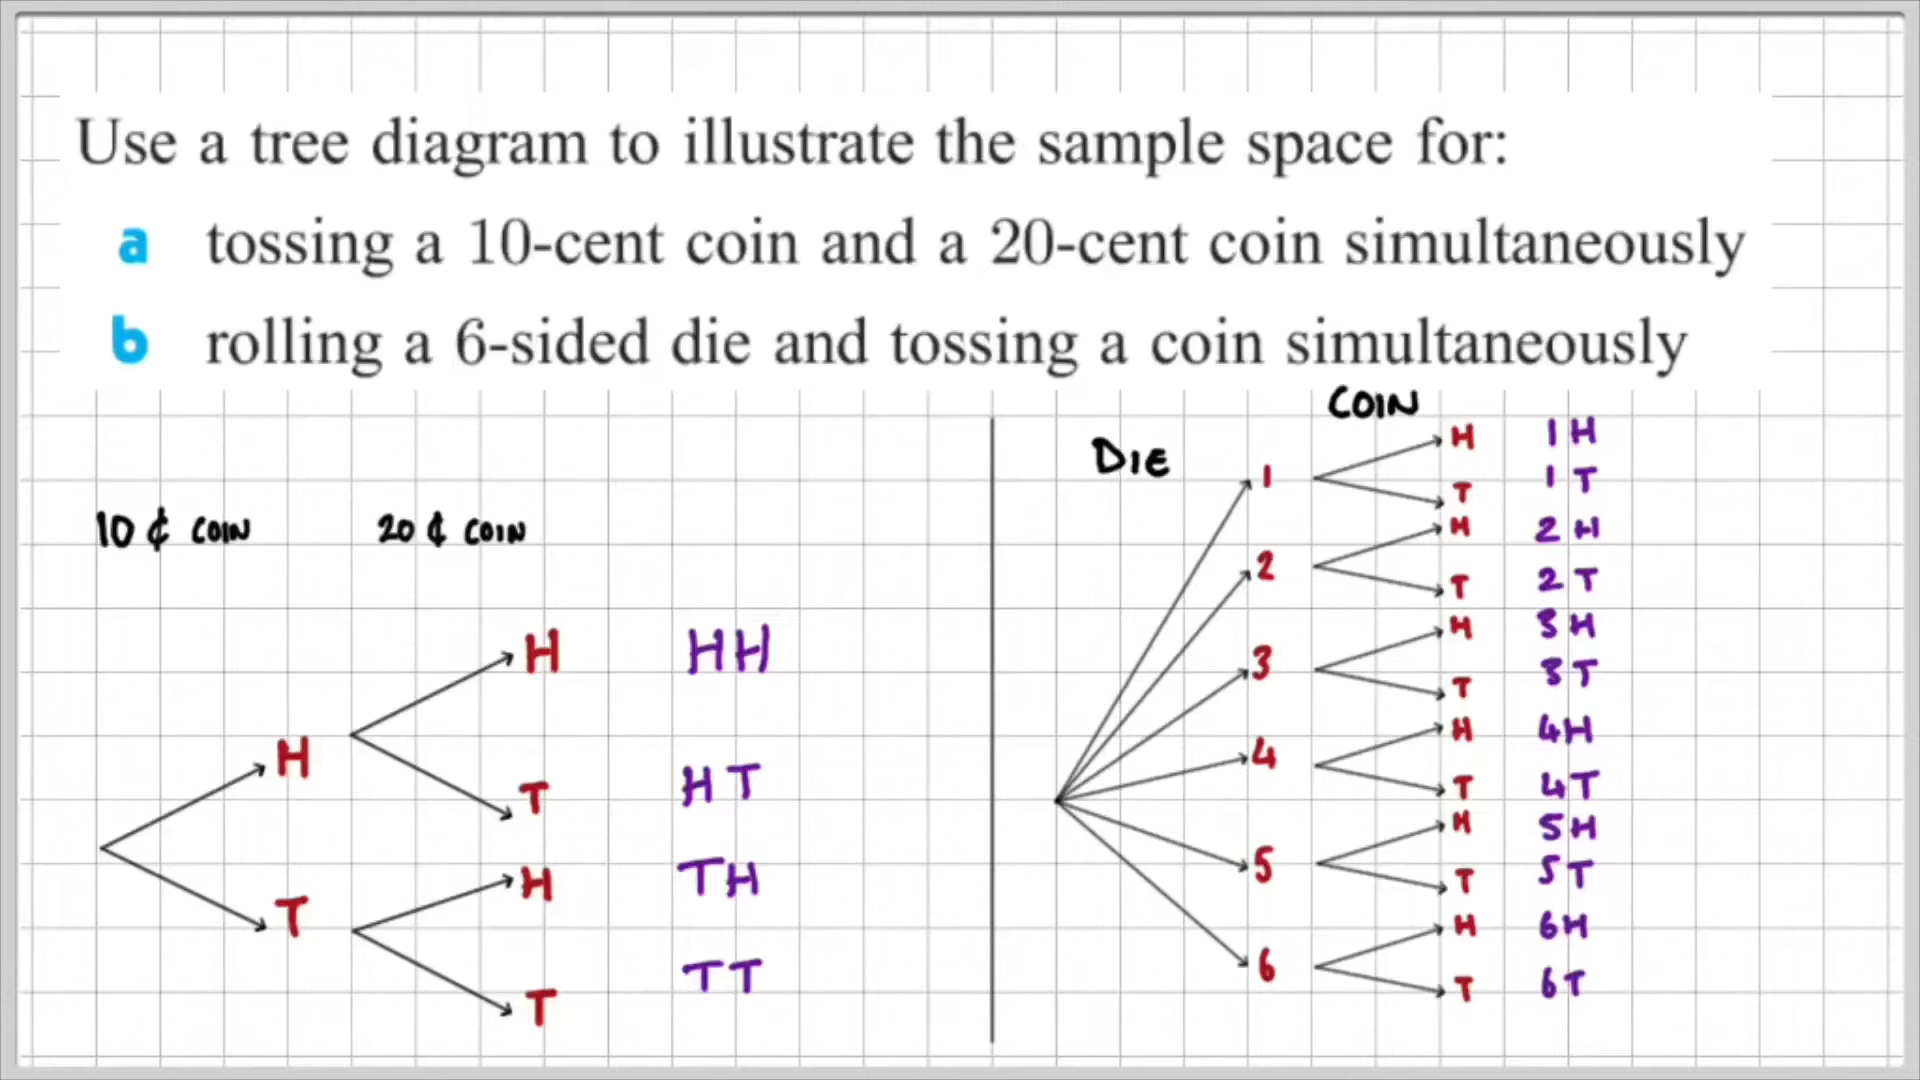 Use a tree diagram to illustrate the sample space for:
a tossing a 10-cent coin and a 20-cent coin simultaneously
b rolling a 6-sided die and tossing a coin simultaneously
10 ¢ COIN 20 ¢ COIN
H HH
H
T HT
H TH
T
T TT
DIE COIN
H 1H
1
T 1T
H 2H
2
T 2T
H 3H
3
T 3T
H 4H
4
T 4T
H 5H
5
T 5T
H 6H
6
T 6T